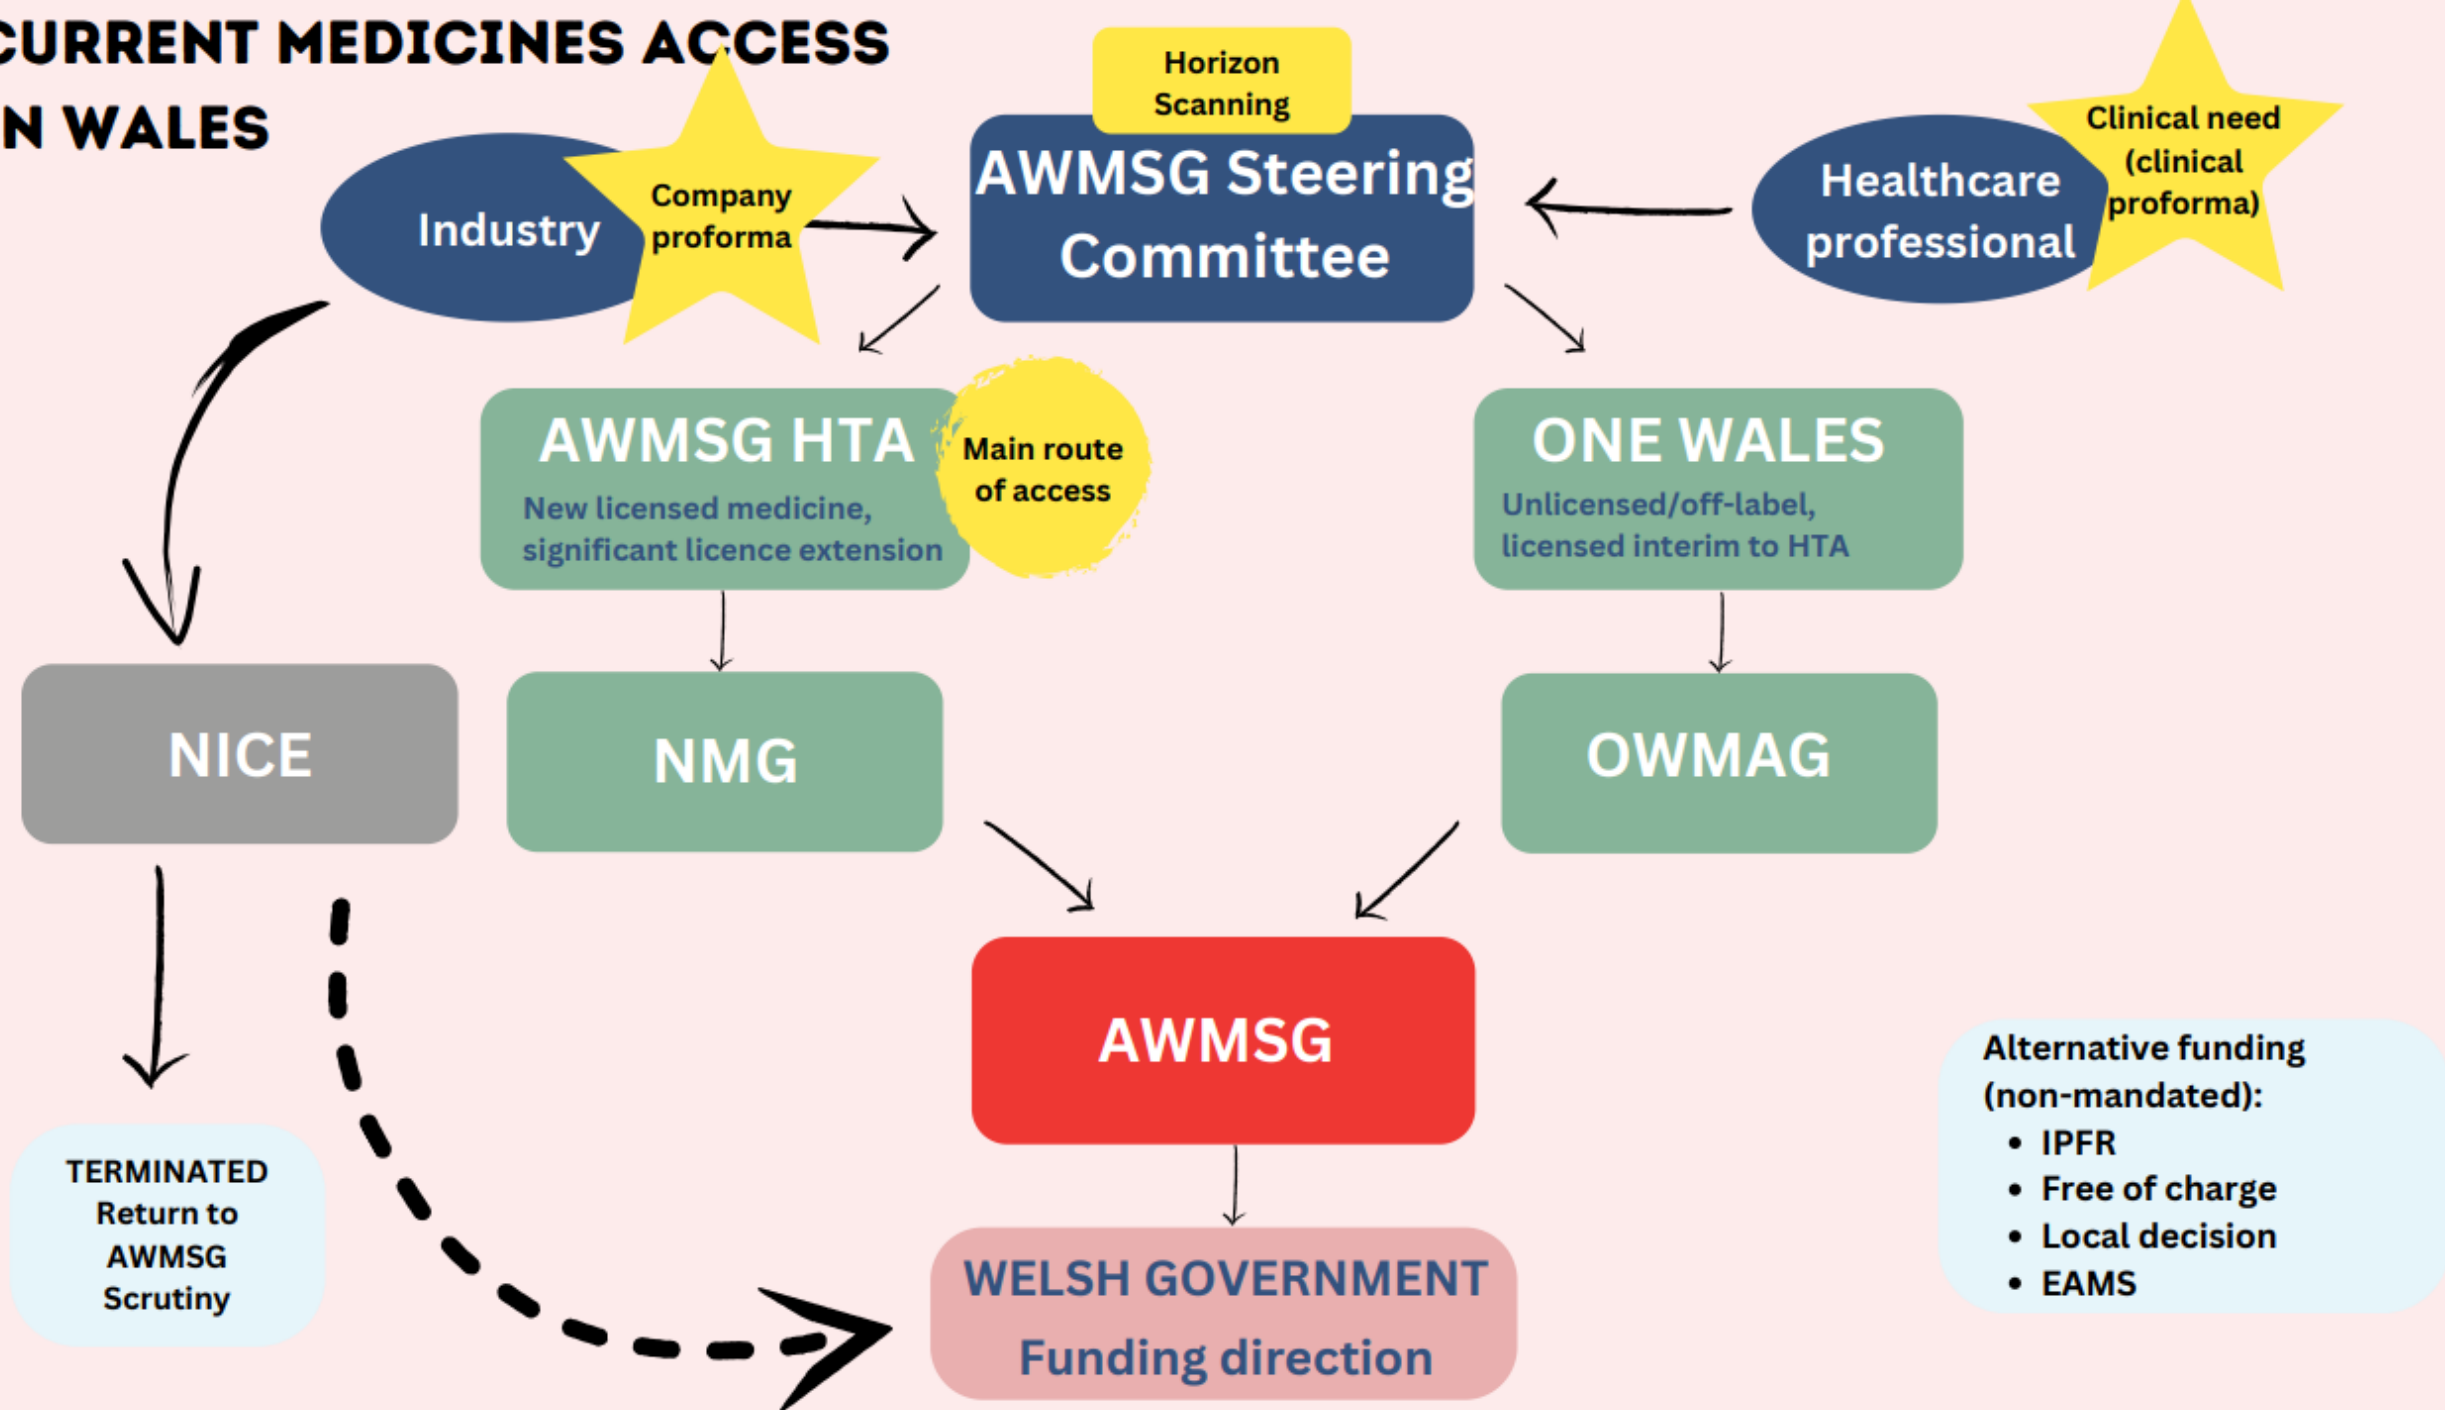 CURRENT MEDICINES ACCESS
N WALES
Horizon
Scanning
AWMSG Steering
Committee
Industry
Company
proforma
Healthcare
professional
Clinical need
(clinical
proforma)
AWMSG HTA
New licensed medicine,
significant licence extension
Main route
of access
ONE WALES
Unlicensed/off-label,
licensed interim to HTA
NICE
NMG
OWMAG
AWMSG
TERMINATED
Return to
AWMSG
Scrutiny
WELSH GOVERNMENT
Funding direction
Alternative funding
(non-mandated):
• IPFR
• Free of charge
• Local decision
• EAMS